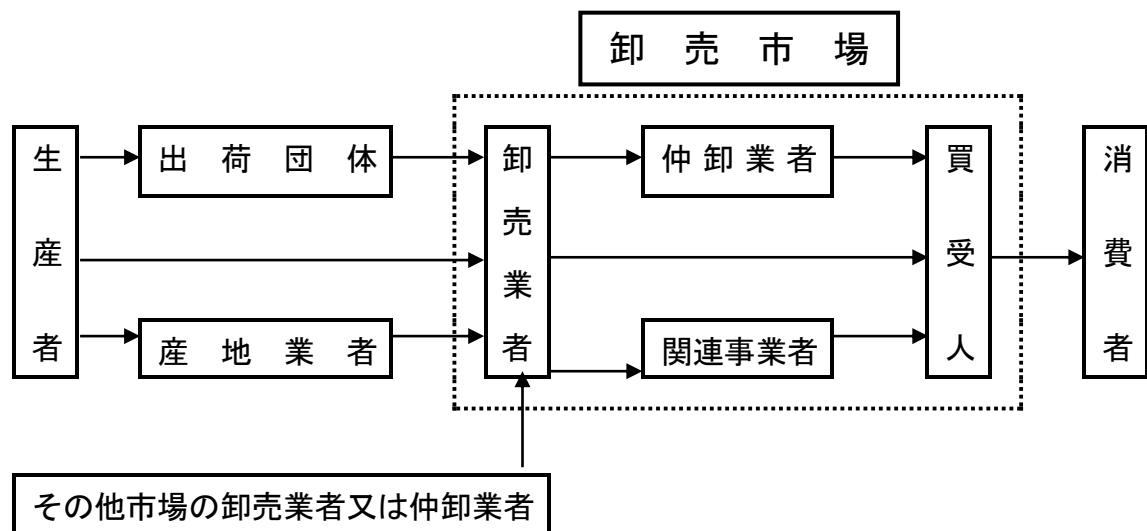 卸売市場
生産者
出荷団体
産地業者
卸売業者
仲卸業者
関連事業者
買受人
消費者
その他市場の卸売業者又は仲卸業者